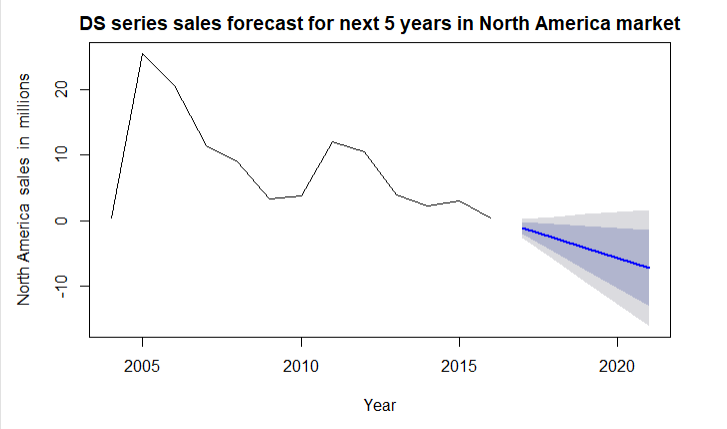 DS series sales forecast for next 5 years in North America market
North America sales in millions
20
10
0
-10
2005
2010
2015
2020
Year